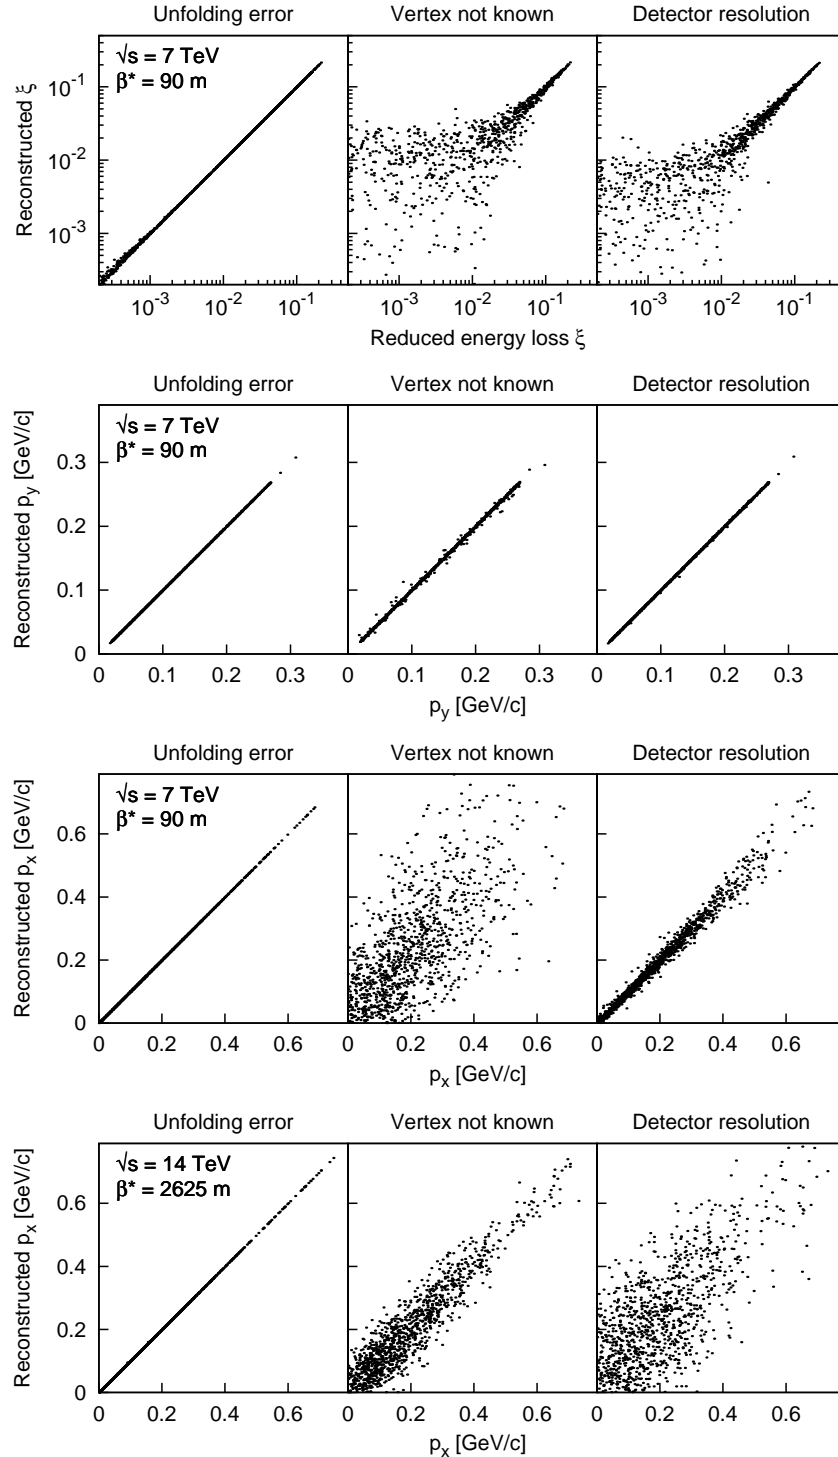 Unfolding error Vertex not known Detector resolution
√s = 7 TeV
β* = 90 m
Reconstructed ξ
10⁻¹
10⁻²
10⁻³
10⁻³ 10⁻² 10⁻¹ 10⁻³ 10⁻² 10⁻¹ 10⁻³ 10⁻² 10⁻¹
Reduced energy loss ξ
Unfolding error Vertex not known Detector resolution
√s = 7 TeV
β* = 90 m
Reconstructed p_y [GeV/c]
0.3
0.2
0.1
0
0 0.1 0.2 0.3 0 0.1 0.2 0.3 0 0.1 0.2 0.3
p_y [GeV/c]
Unfolding error Vertex not known Detector resolution
√s = 7 TeV
β* = 90 m
Reconstructed p_x [GeV/c]
0.6
0.4
0.2
0
0 0.2 0.4 0.6 0 0.2 0.4 0.6 0 0.2 0.4 0.6
p_x [GeV/c]
Unfolding error Vertex not known Detector resolution
√s = 14 TeV
β* = 2625 m
Reconstructed p_x [GeV/c]
0.6
0.4
0.2
0
0 0.2 0.4 0.6 0 0.2 0.4 0.6 0 0.2 0.4 0.6
p_x [GeV/c]